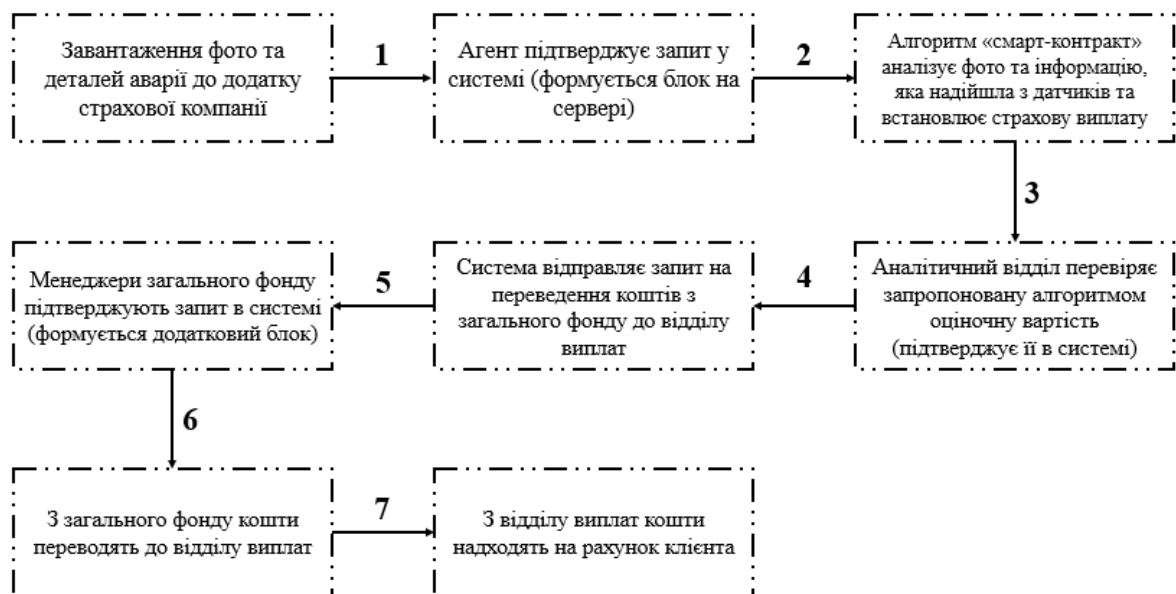 Завантаження фото та
деталей аварії до додатку
страхової компанії
1
Агент підтверджує запит у
системі (формується блок на
сервері)
2
Алгоритм «смарт-контракт»
аналізує фото та інформацію,
яка надійшла з датчиків та
встановлює страхову виплату
3
Аналітичний відділ перевіряє
запропоновану алгоритмом
оціночну вартість
(підтверджує її в системі)
4
Система відправляє запит на
переведення коштів з
загального фонду до відділу
виплат
5
Менеджери загального фонду
підтверджують запит в системі
(формується додатковий блок)
6
З загального фонду кошти
переводять до відділу виплат
7
З відділу виплат кошти
надходять на рахунок клієнта